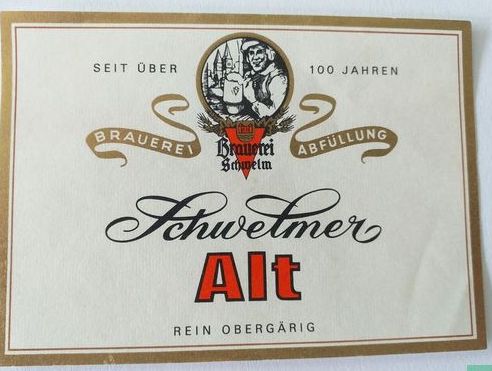 SEIT ÜBER 100 JAHREN
BRAUEREI ABFÜLLUNG
Brauerei
Schwelm
Schwelmer
Alt
REIN OBERGÄRIG